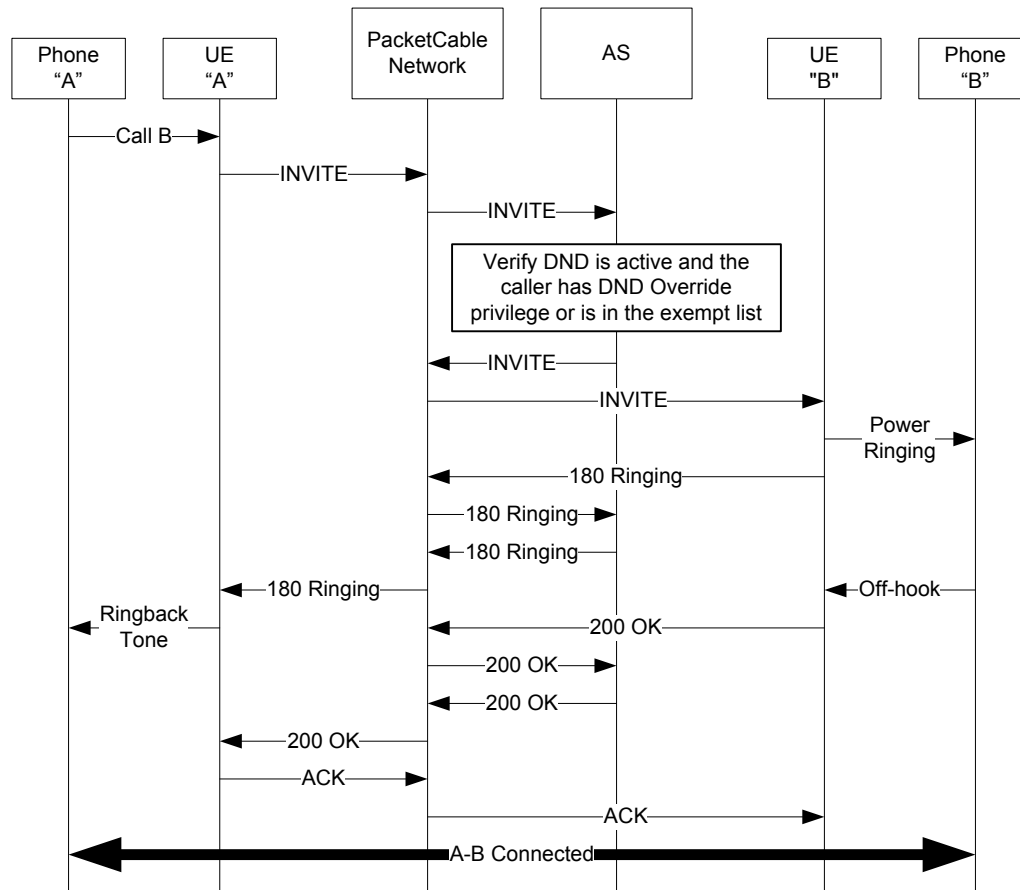 Phone
“A”
UE
“A”
PacketCable
Network
AS
UE
"B"
Phone
“B”
Call B
INVITE
INVITE
Verify DND is active and the
caller has DND Override
privilege or is in the exempt list
INVITE
INVITE
Power
Ringing
180 Ringing
180 Ringing
180 Ringing
180 Ringing
Off-hook
Ringback
Tone
200 OK
200 OK
200 OK
200 OK
ACK
ACK
A-B Connected